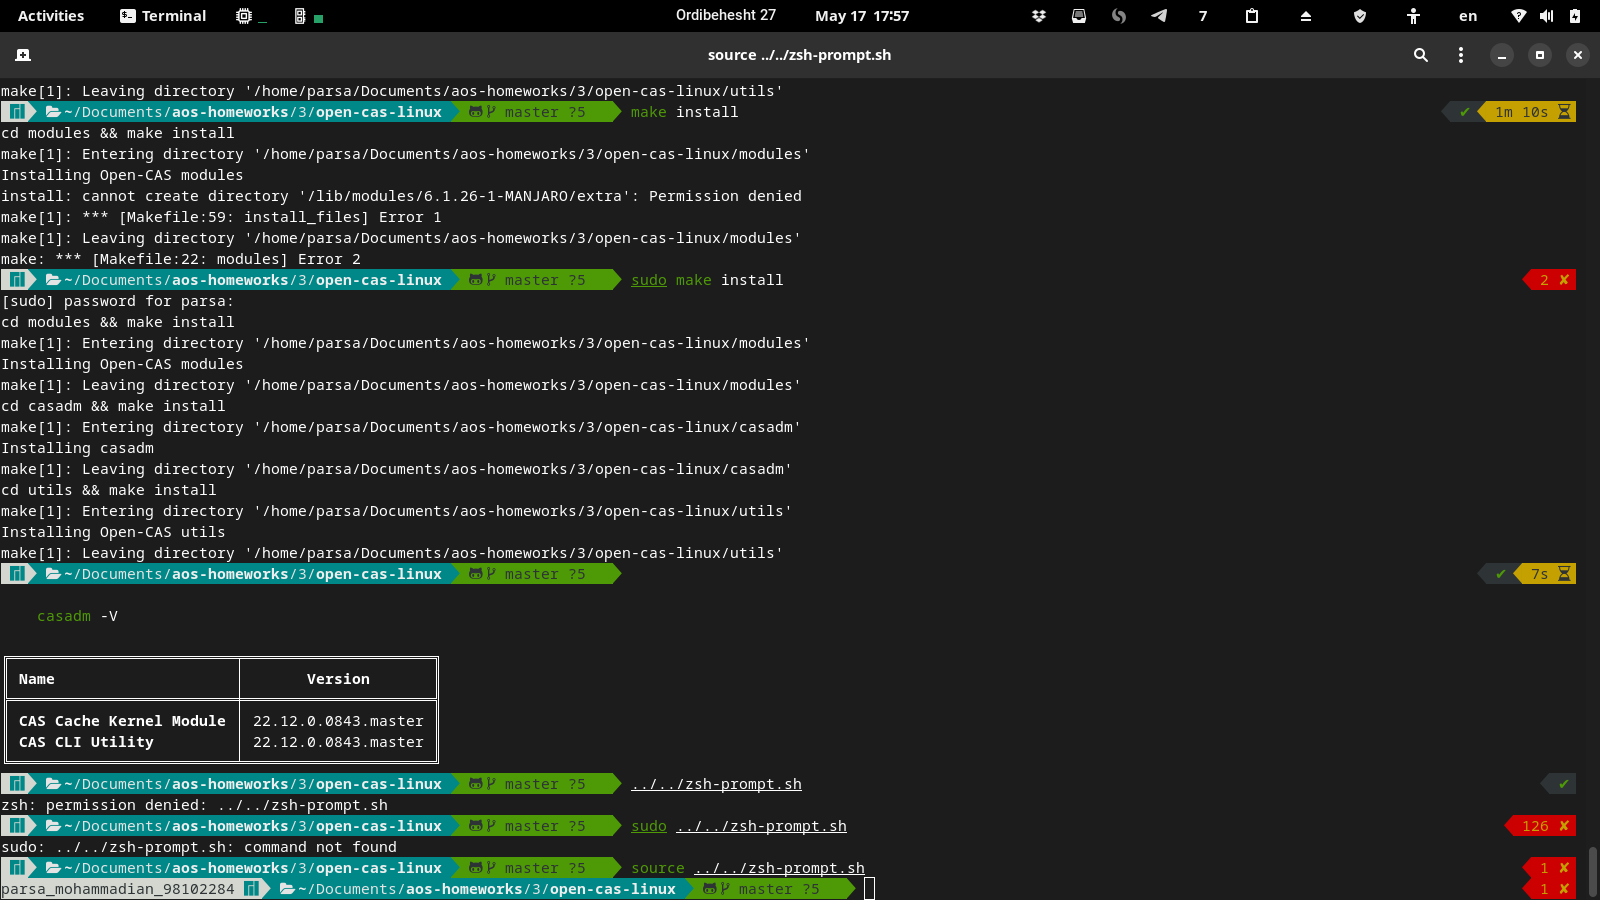 Activities Terminal Ordibehesht 27 May 17 17:57 7 en
source ../../zsh-prompt.sh
make[1]: Leaving directory '/home/parsa/Documents/aos-homeworks/3/open-cas-linux/utils'
~/Documents/aos-homeworks/3/open-cas-linux master ?5 make install ✔ 1m 10s
cd modules && make install
make[1]: Entering directory '/home/parsa/Documents/aos-homeworks/3/open-cas-linux/modules'
Installing Open-CAS modules
install: cannot create directory '/lib/modules/6.1.26-1-MANJARO/extra': Permission denied
make[1]: *** [Makefile:59: install_files] Error 1
make[1]: Leaving directory '/home/parsa/Documents/aos-homeworks/3/open-cas-linux/modules'
make: *** [Makefile:22: modules] Error 2
~/Documents/aos-homeworks/3/open-cas-linux master ?5 sudo make install 2 ✘
[sudo] password for parsa:
cd modules && make install
make[1]: Entering directory '/home/parsa/Documents/aos-homeworks/3/open-cas-linux/modules'
Installing Open-CAS modules
make[1]: Leaving directory '/home/parsa/Documents/aos-homeworks/3/open-cas-linux/modules'
cd casadm && make install
make[1]: Entering directory '/home/parsa/Documents/aos-homeworks/3/open-cas-linux/casadm'
Installing casadm
make[1]: Leaving directory '/home/parsa/Documents/aos-homeworks/3/open-cas-linux/casadm'
cd utils && make install
make[1]: Entering directory '/home/parsa/Documents/aos-homeworks/3/open-cas-linux/utils'
Installing Open-CAS utils
make[1]: Leaving directory '/home/parsa/Documents/aos-homeworks/3/open-cas-linux/utils'
~/Documents/aos-homeworks/3/open-cas-linux master ?5 ✔ 7s
casadm -V
Name Version
CAS Cache Kernel Module 22.12.0.0843.master
CAS CLI Utility 22.12.0.0843.master
~/Documents/aos-homeworks/3/open-cas-linux master ?5 ../../zsh-prompt.sh ✔
zsh: permission denied: ../../zsh-prompt.sh
~/Documents/aos-homeworks/3/open-cas-linux master ?5 sudo ../../zsh-prompt.sh 126 ✘
sudo: ../../zsh-prompt.sh: command not found
~/Documents/aos-homeworks/3/open-cas-linux master ?5 source ../../zsh-prompt.sh 1 ✘
parsa_mohammadian_98102284 ~/Documents/aos-homeworks/3/open-cas-linux master ?5 1 ✘